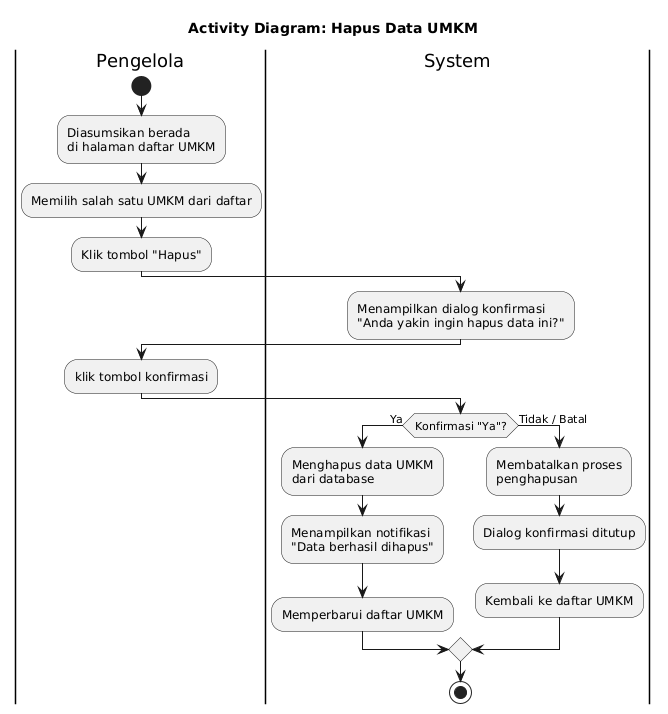 Activity Diagram: Hapus Data UMKM
Pengelola
System
Diasumsikan berada
di halaman daftar UMKM
Memilih salah satu UMKM dari daftar
Klik tombol "Hapus"
Menampilkan dialog konfirmasi
"Anda yakin ingin hapus data ini?"
klik tombol konfirmasi
Ya
Konfirmasi "Ya"?
Tidak / Batal
Menghapus data UMKM
dari database
Membatalkan proses
penghapusan
Menampilkan notifikasi
"Data berhasil dihapus"
Dialog konfirmasi ditutup
Memperbarui daftar UMKM
Kembali ke daftar UMKM